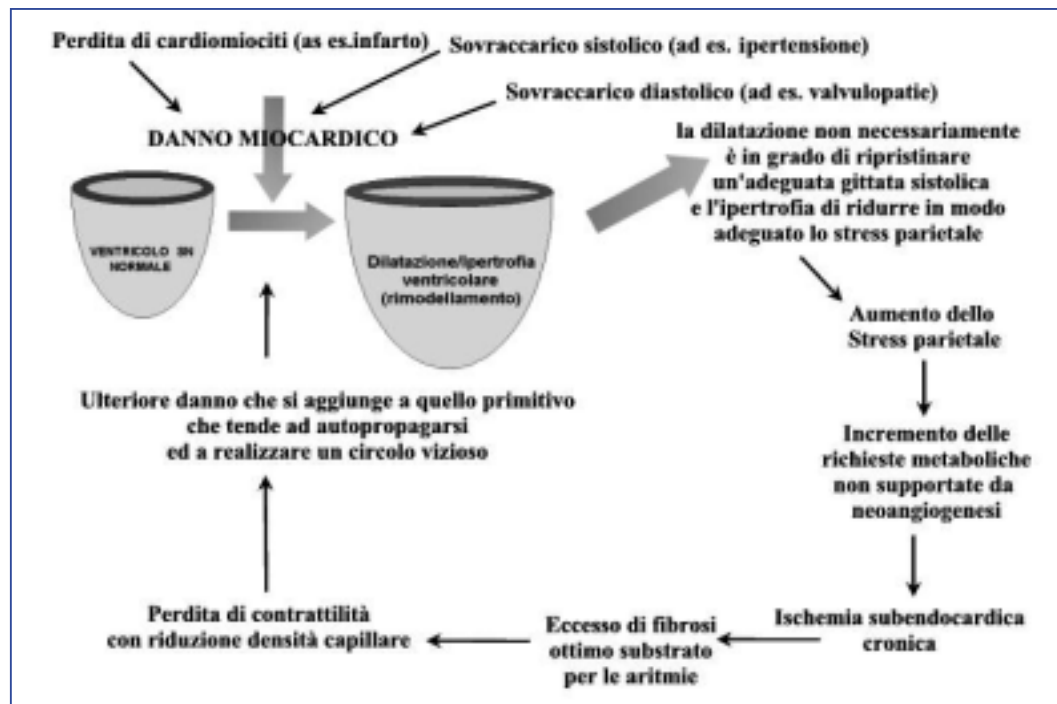 Perdita di cardiomiociti (as es.infarto)
Sovraccarico sistolico (ad es. ipertensione)
Sovraccarico diastolico (ad es. valvulopatie)
DANNO MIOCARDICO
VENTRICOLO SN
NORMALE
Dilatazione/Ipertrofia
ventricolare
(rimodellamento)
la dilatazione non necessariamente
è in grado di ripristinare
un'adeguata gittata sistolica
e l'ipertrofia di ridurre in modo
adeguato lo stress parietale
Aumento dello
Stress parietale
Incremento delle
richieste metaboliche
non supportate da
neoangiogenesi
Ischemia subendocardica
cronica
Eccesso di fibrosi
ottimo substrato
per le aritmie
Perdita di contrattilità
con riduzione densità capillare
Ulteriore danno che si aggiunge a quello primitivo
che tende ad autopropagarsi
ed a realizzare un circolo vizioso